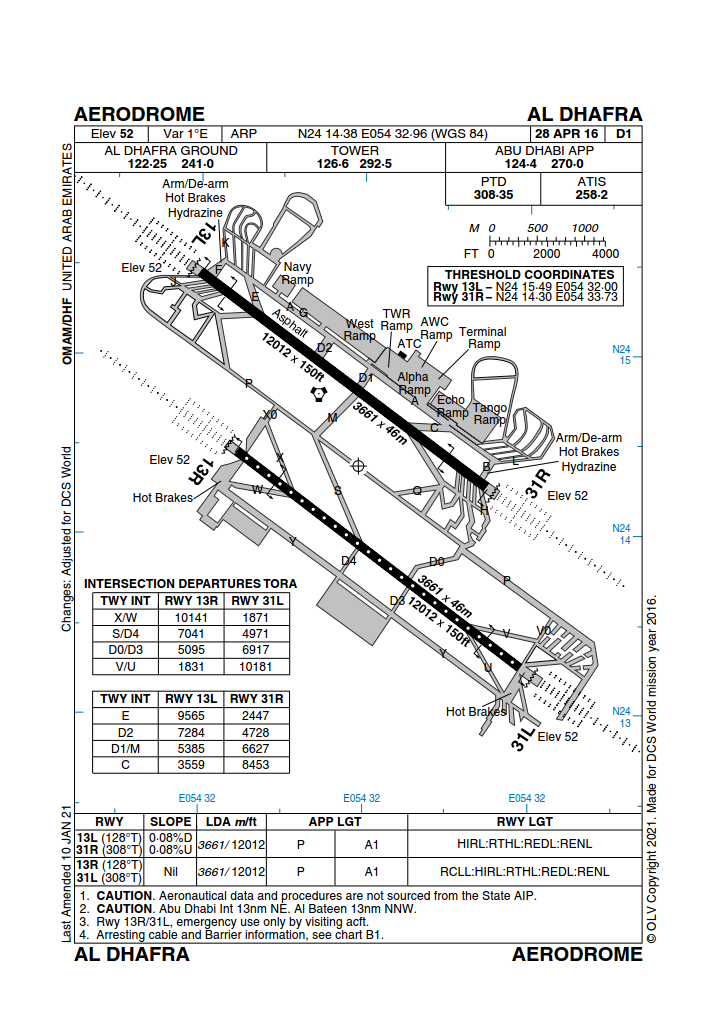 AERODROME AL DHAFRA
Elev 52 Var 1°E ARP N24 14·38 E054 32·96 (WGS 84) 28 APR 16 D1
AL DHAFRA GROUND TOWER ABU DHABI APP
122·25 241·0 126·6 292·5 124·4 270·0
PTD ATIS
308·35 258·2
OMAM/DHF UNITED ARAB EMIRATES
Changes: Adjusted for DCS World
Last Amended 10 JAN 21
© OLV Copyright 2021. Made for DCS World mission year 2016.
M 0 500 1000
FT 0 2000 4000
THRESHOLD COORDINATES
Rwy 13L – N24 15·49 E054 32·00
Rwy 31R – N24 14·30 E054 33·73
Arm/De-arm
Hot Brakes
Hydrazine
13L
K
Elev 52
F
J
Navy
Ramp
E
A
G
Asphalt
12012 x 150ft
D2
West
Ramp
TWR
Ramp
ATC
AWC
Ramp
Terminal
Ramp
N24
15
P
D1
Alpha
Ramp
A
Echo
Ramp
Tango
Ramp
3661 x 46m
X0
M
C
Arm/De-arm
Hot Brakes
Hydrazine
Elev 52
13R
X
B
L
31R
Elev 52
Hot Brakes
W
S
Q
H
Y
N24
14
D4
D0
P
3661 x 46m
12012 x 150ft
D3
V
V0
Y
U
Hot Brakes
31L
Elev 52
N24
13
INTERSECTION DEPARTURES TORA
TWY INT RWY 13R RWY 31L
X/W 10141 1871
S/D4 7041 4971
D0/D3 5095 6917
V/U 1831 10181
TWY INT RWY 13L RWY 31R
E 9565 2447
D2 7284 4728
D1/M 5385 6627
C 3559 8453
E054 32 E054 32 E054 32
RWY SLOPE LDA m/ft APP LGT RWY LGT
13L (128°T) 0·08%D
31R (308°T) 0·08%U
3661/12012 P A1 HIRL:RTHL:REDL:RENL
13R (128°T)
31L (308°T)
Nil 3661/12012 P A1 RCLL:HIRL:RTHL:REDL:RENL
1. CAUTION. Aeronautical data and procedures are not sourced from the State AIP.
2. CAUTION. Abu Dhabi Int 13nm NE. Al Bateen 13nm NNW.
3. Rwy 13R/31L, emergency use only by visiting acft.
4. Arresting cable and Barrier information, see chart B1.
AL DHAFRA AERODROME